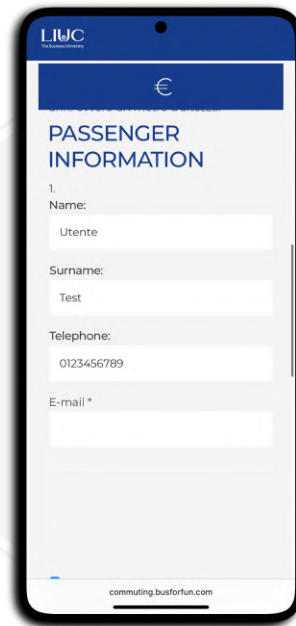 LIUC
The Business University
€
PASSENGER
INFORMATION
1.
Name:
Utente
Surname:
Test
Telephone:
0123456789
E-mail *
commuting.busforfun.com